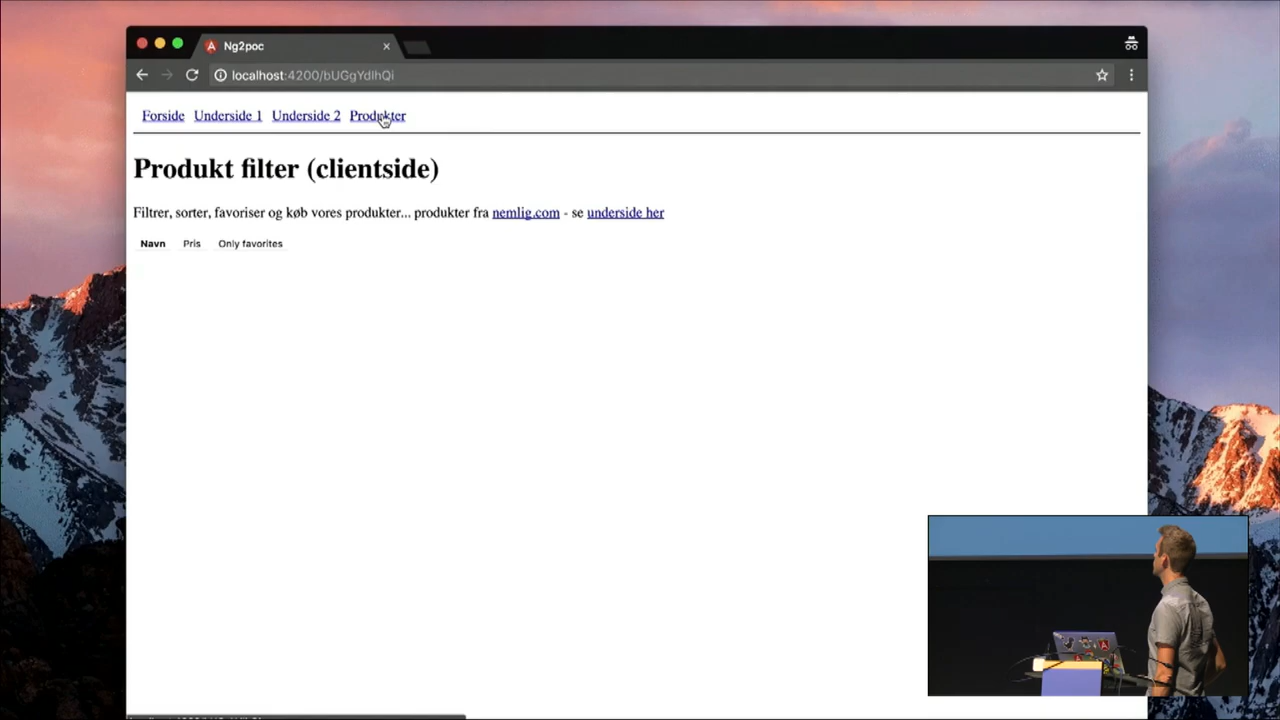 Ng2poc
localhost:4200/bUGgYdIhQi
Forside Underside 1 Underside 2 Produkter
Produkt filter (clientside)
Filtrer, sorter, favoriser og køb vores produkter... produkter fra nemlig.com - se underside her
Navn Pris Only favorites